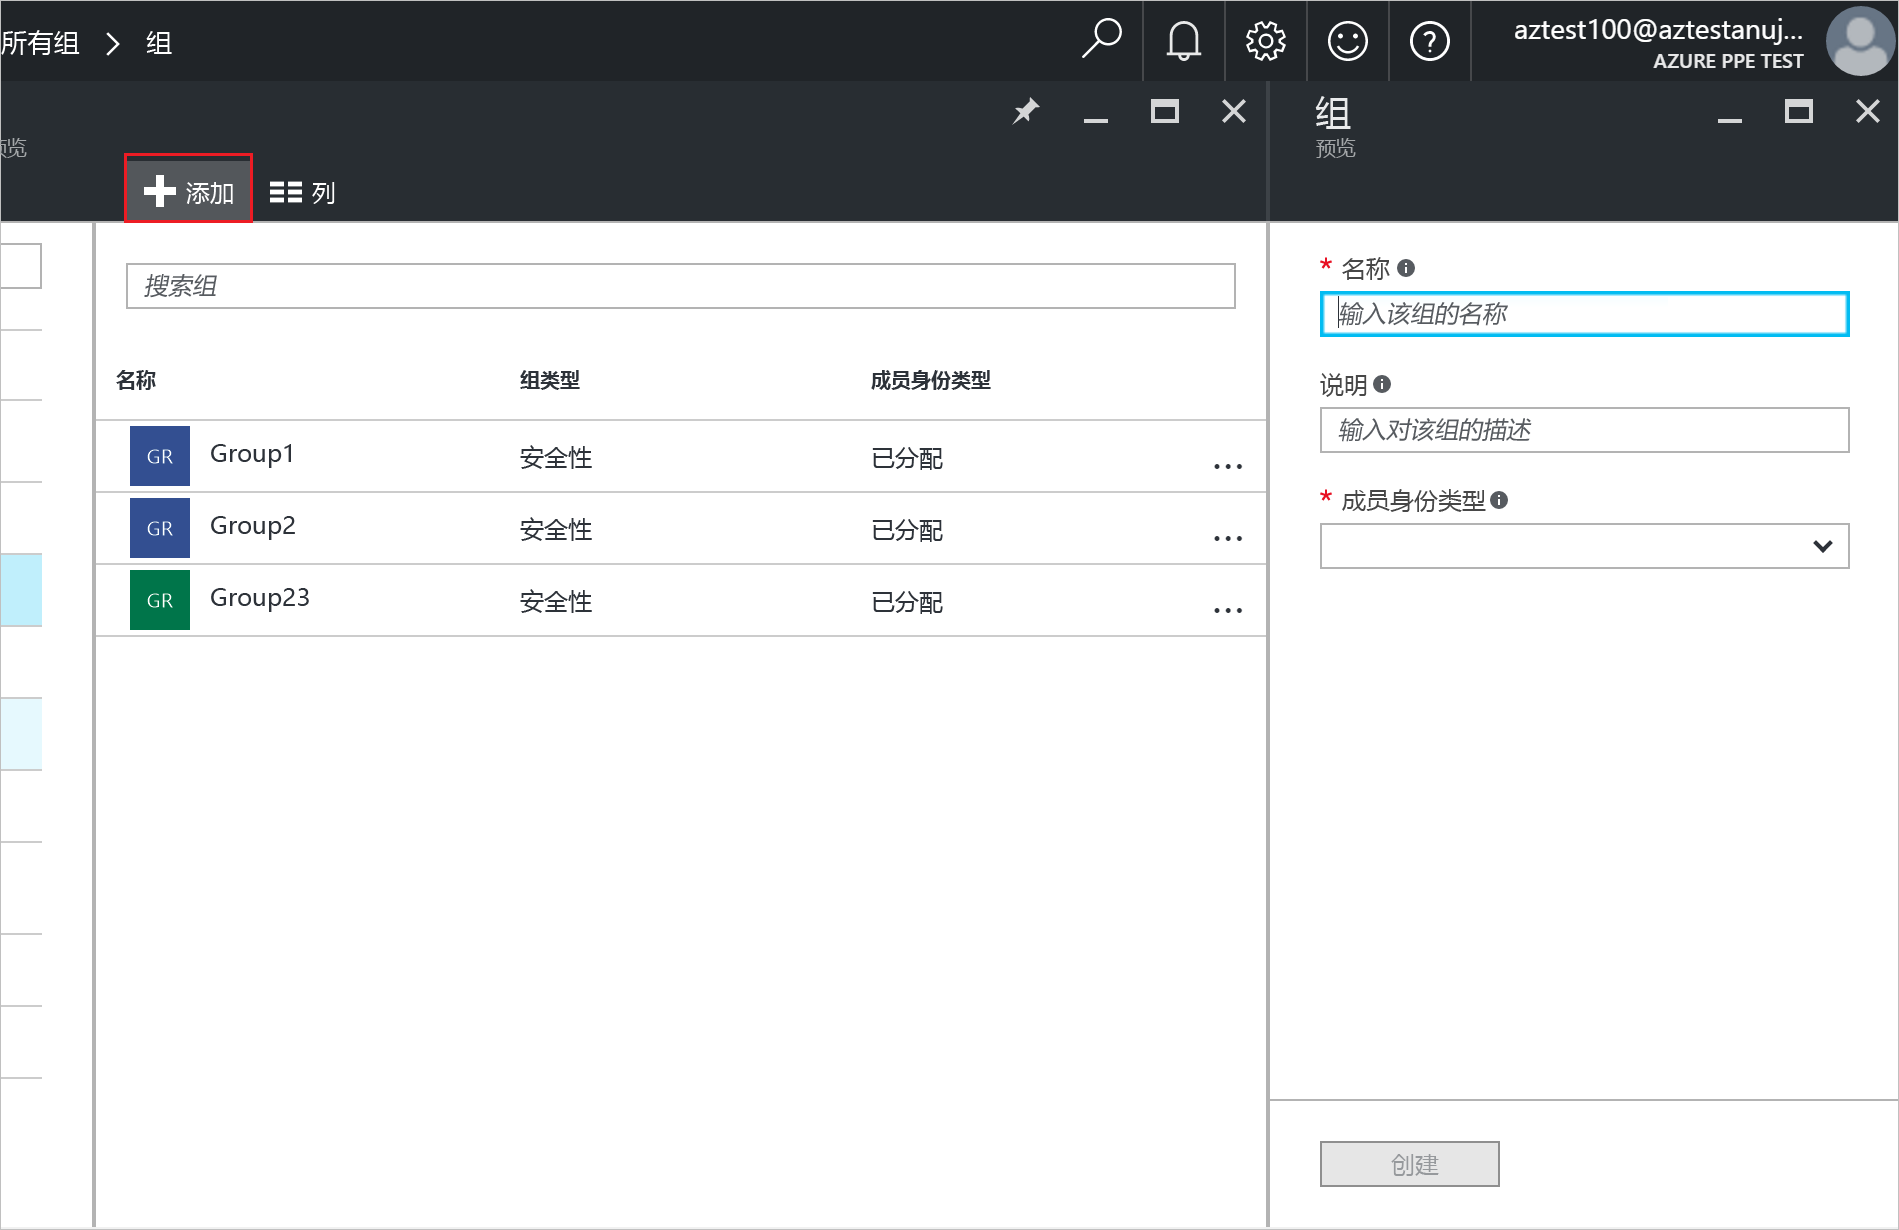 所有组 > 组
aztest100@aztestanuj...
AZURE PPE TEST
预览
添加
列
搜索组
名称 组类型 成员身份类型
GR Group1 安全性 已分配 ...
GR Group2 安全性 已分配 ...
GR Group23 安全性 已分配 ...
组
预览
* 名称
输入该组的名称
说明
输入对该组的描述
* 成员身份类型
创建